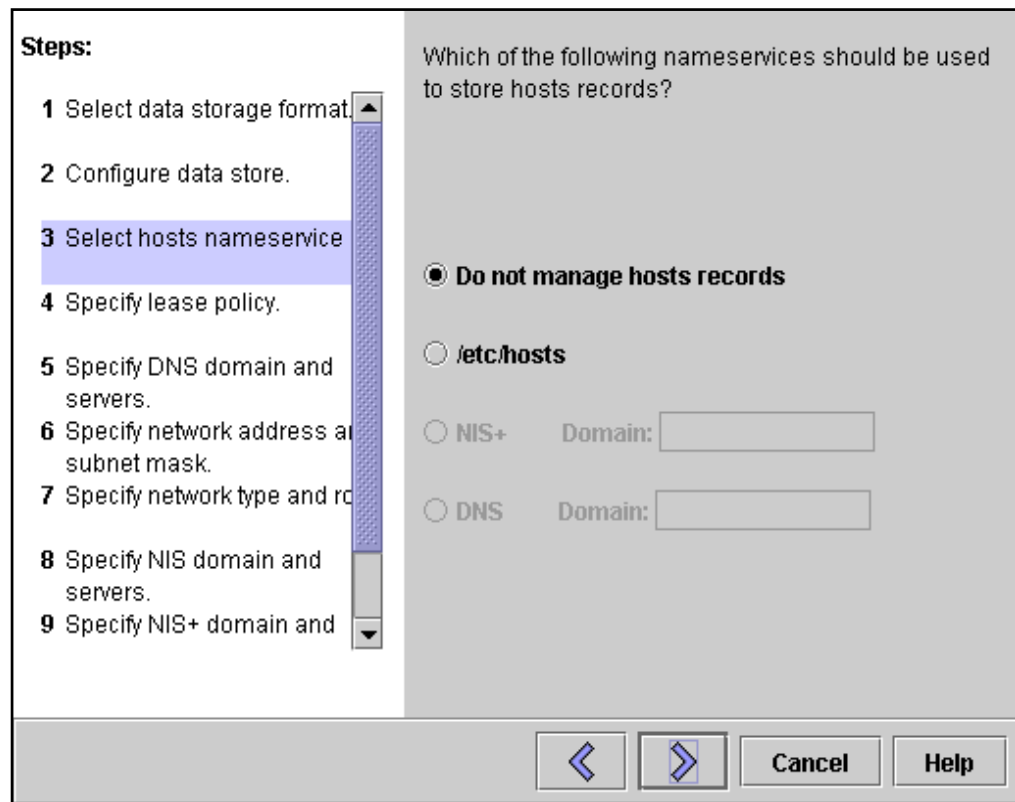 Steps:
1 Select data storage format.
2 Configure data store.
3 Select hosts nameservice
4 Specify lease policy.
5 Specify DNS domain and
servers.
6 Specify network address
subnet mask.
7 Specify network type and
8 Specify NIS domain and
servers.
9 Specify NIS+ domain and
Which of the following nameservices should be used
to store hosts records?
Do not manage hosts records
/etc/hosts
NIS+ Domain:
DNS Domain:
Cancel Help